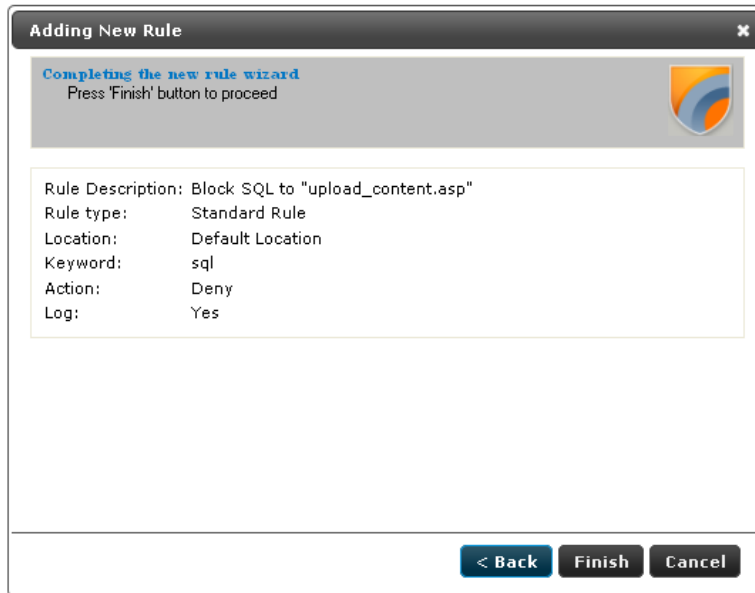 Adding New Rule
Completing the new rule wizard
Press 'Finish' button to proceed
Rule Description: Block SQL to "upload_content.asp"
Rule type: Standard Rule
Location: Default Location
Keyword: sql
Action: Deny
Log: Yes
< Back Finish Cancel